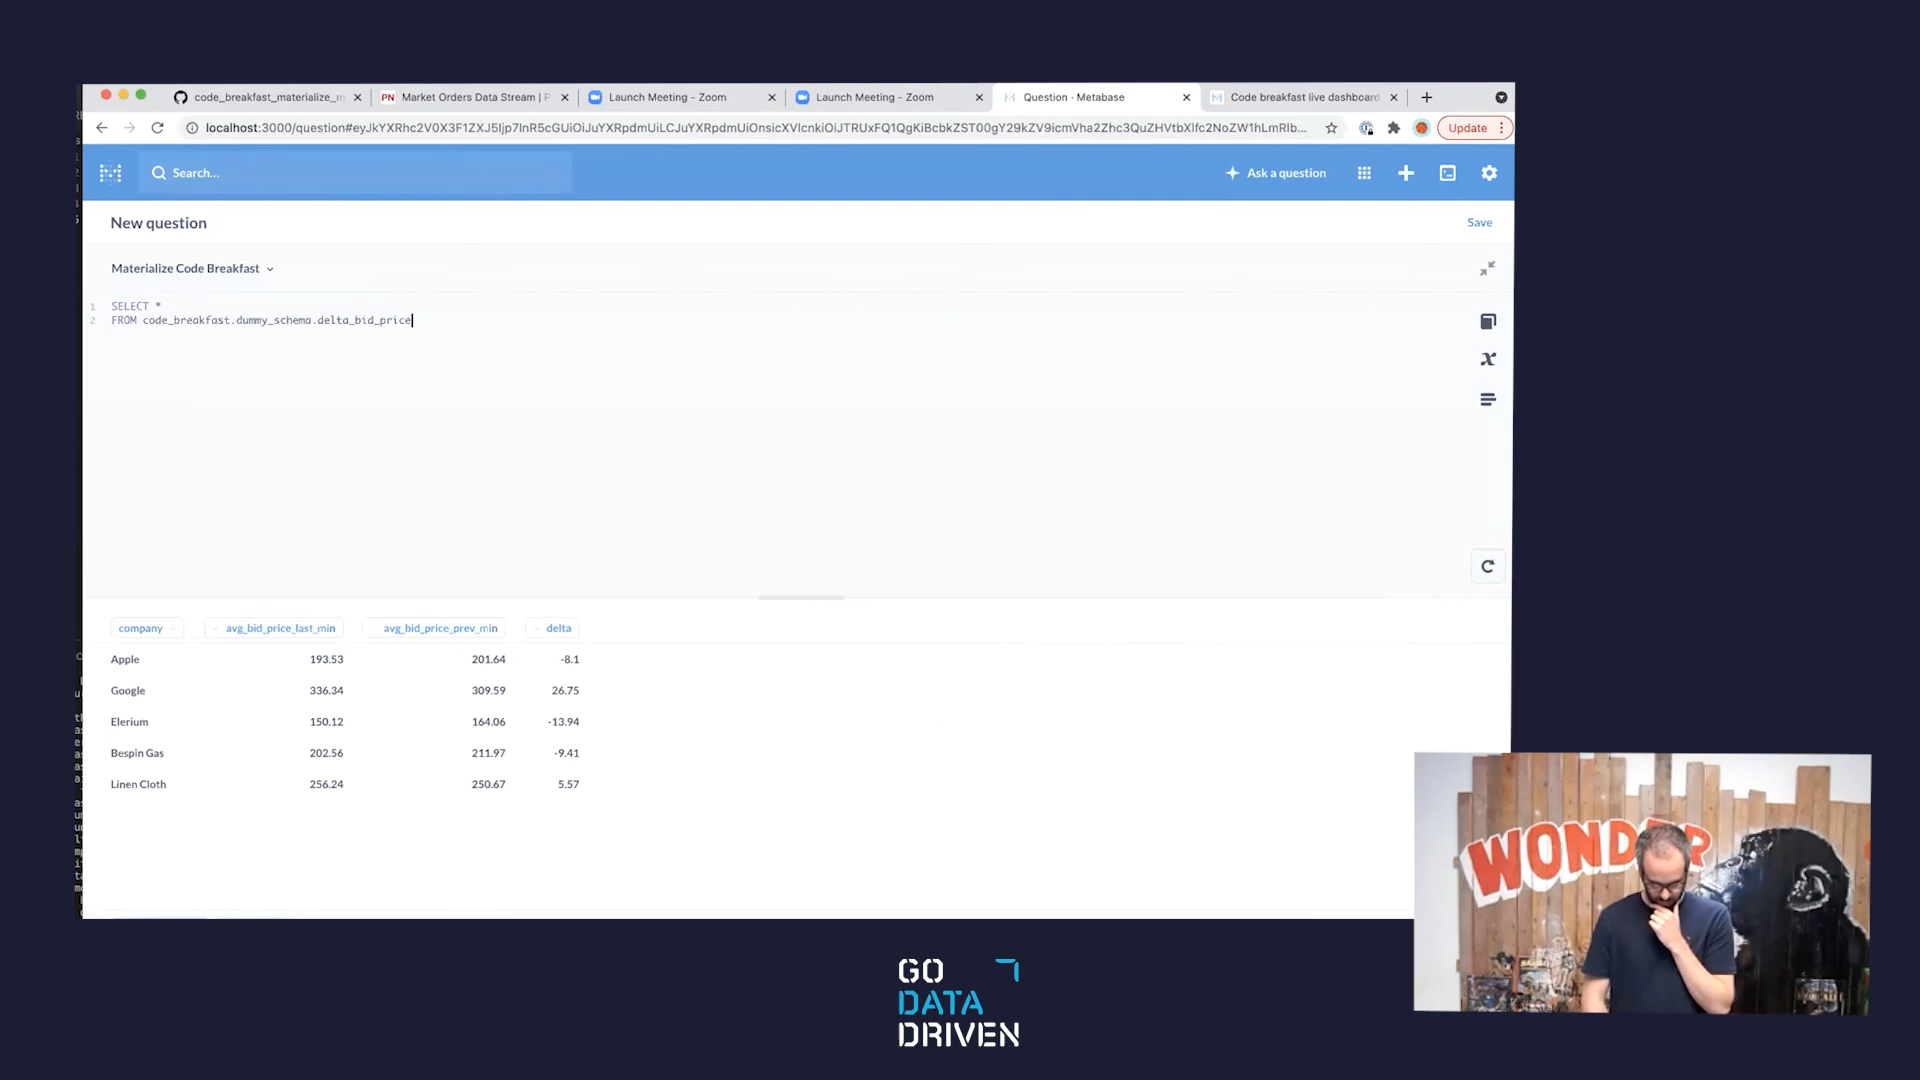 code_breakfast_materialize_m
PN Market Orders Data Stream | P
Launch Meeting - Zoom
Launch Meeting - Zoom
Question · Metabase
Code breakfast live dashboard
Update
Search...
Ask a question
New question
Save
Materialize Code Breakfast
1 SELECT *
2 FROM code_breakfast.dummy_schema.delta_bid_price
company avg_bid_price_last_min avg_bid_price_prev_min delta
Apple 193.53 201.64 -8.1
Google 336.34 309.59 26.75
Elerium 150.12 164.06 -13.94
Bespin Gas 202.56 211.97 -9.41
Linen Cloth 256.24 250.67 5.57
WONDER
GO
DATA
DRIVEN